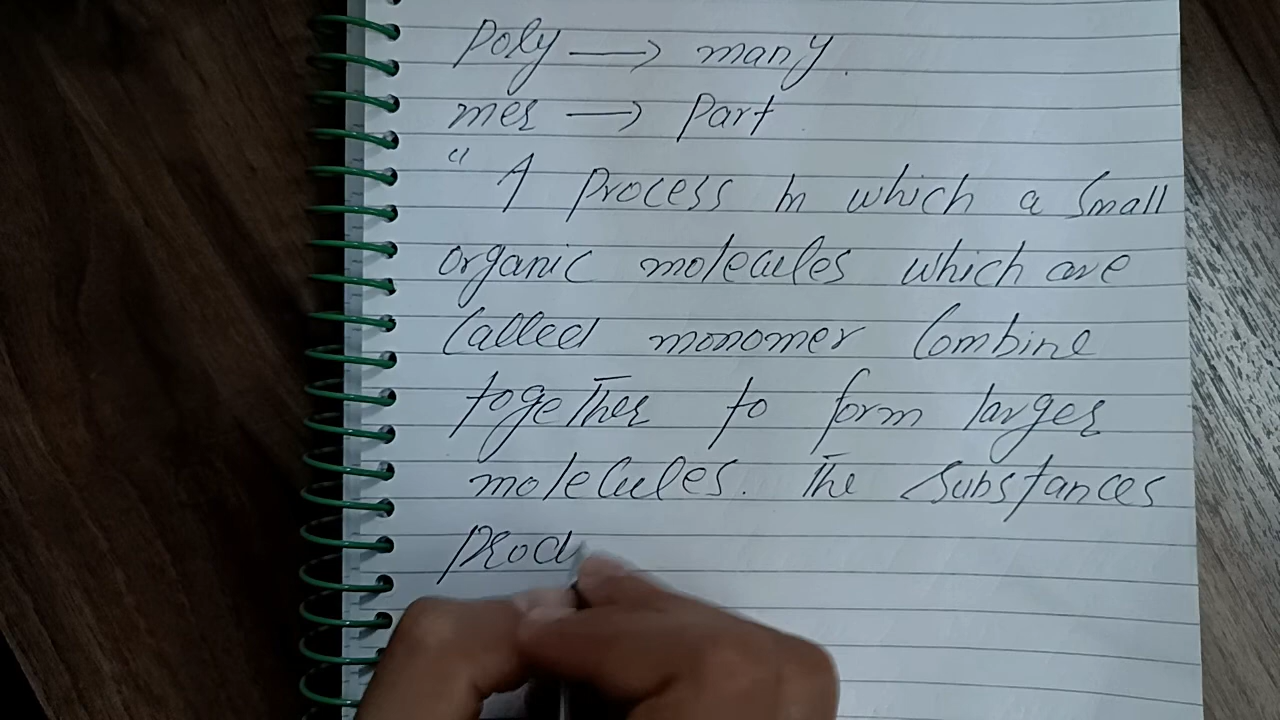 Poly → many.
mer → Part
" A Process in which a Small
organic molecules which are
Called monomer Combine
together to form larger
molecules. The Substances
Prod